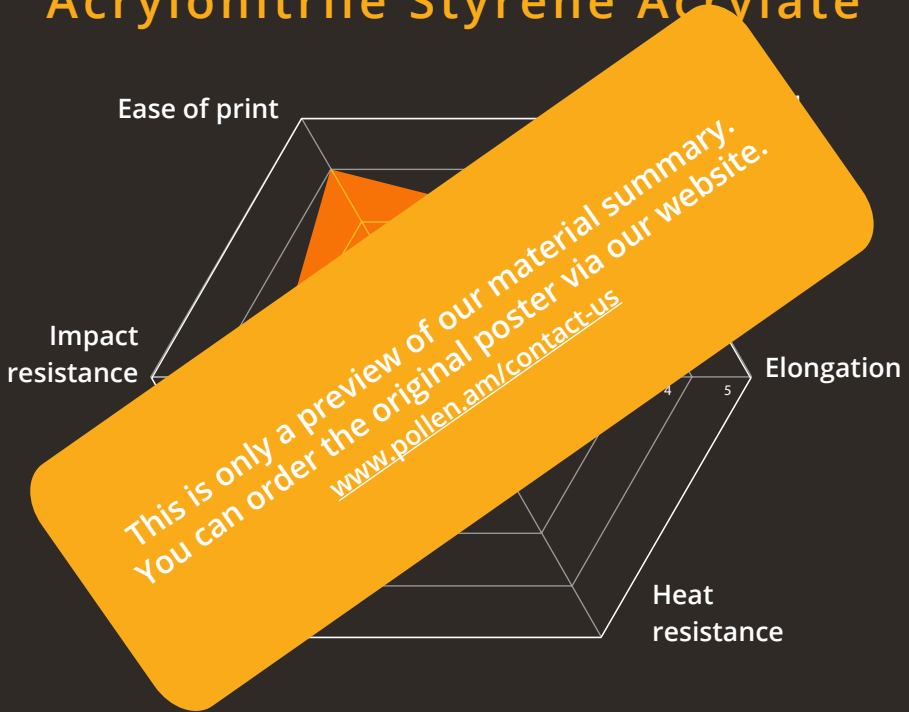 Acrylonitrile Styrene Acrylate
Ease of print
This is only a preview of our material summary.
You can order the original poster via our website.
www.pollen.am/contact-us
Impact
resistance
Elongation
4
5
Heat
resistance